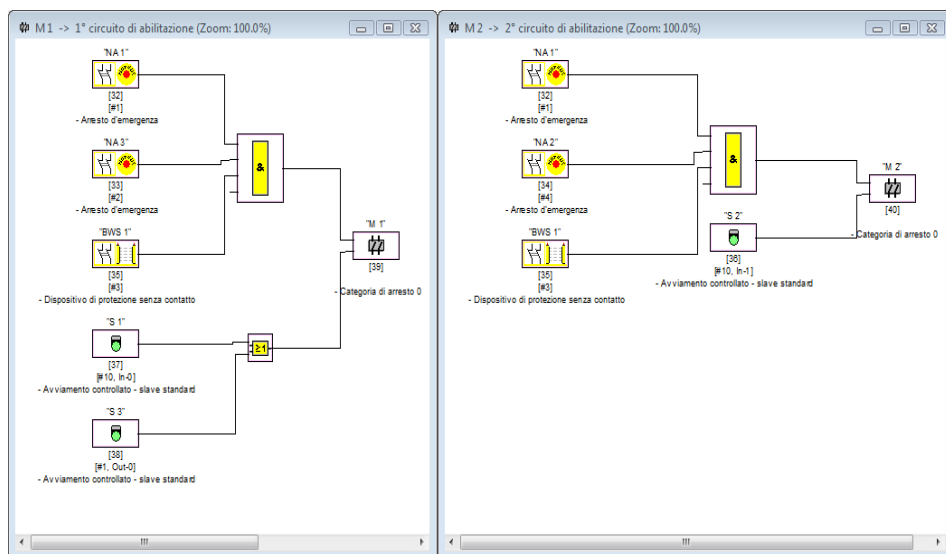 M 1 -> 1° circuito di abilitazione (Zoom: 100.0%)
"NA 1"
[32]
[#1]
- Arresto d'emergenza
"NA 3"
&
[33]
[#2]
- Arresto d'emergenza
"M 1"
[39]
- Categoria di arresto 0
"BWS 1"
[35]
[#3]
- Dispositivo di protezione senza contatto
"S 1"
≥1
[37]
[#10, In-0]
- Avviamento controllato - slave standard
"S 3"
[38]
[#1, Out-0]
- Avviamento controllato - slave standard
M 2 -> 2° circuito di abilitazione (Zoom: 100.0%)
"NA 1"
[32]
[#1]
- Arresto d'emergenza
"NA 2"
&
[34]
[#4]
- Arresto d'emergenza
"M 2"
[40]
- Categoria di arresto 0
"BWS 1"
[35]
[#3]
- Dispositivo di protezione senza contatto
"S 2"
[36]
[#10, In-1]
- Avviamento controllato - slave standard